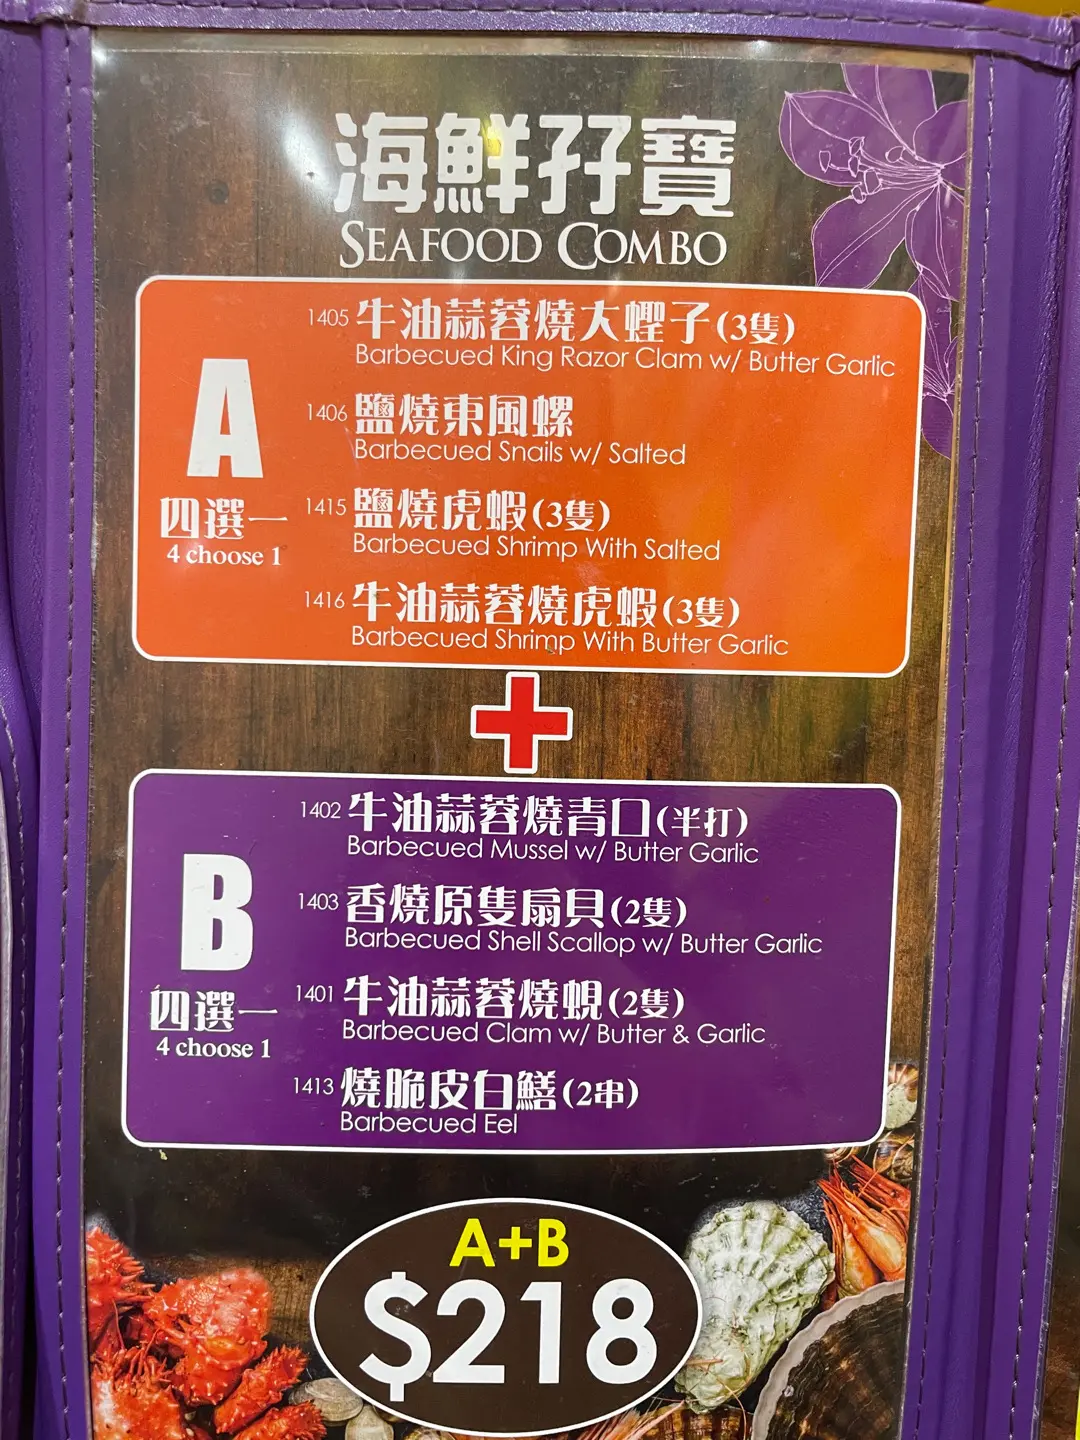 海鮮孖寶
SEAFOOD COMBO
A
四選一
4 choose 1
1405 牛油蒜蓉燒大蟶子(3隻)
Barbecued King Razor Clam w/ Butter Garlic
1406 鹽燒東風螺
Barbecued Snails w/ Salted
1415 鹽燒虎蝦(3隻)
Barbecued Shrimp With Salted
1416 牛油蒜蓉燒虎蝦(3隻)
Barbecued Shrimp With Butter Garlic
+
B
四選一
4 choose 1
1402 牛油蒜蓉燒青口(半打)
Barbecued Mussel w/ Butter Garlic
1403 香燒原隻扇貝(2隻)
Barbecued Shell Scallop w/ Butter Garlic
1401 牛油蒜蓉燒蜆(2隻)
Barbecued Clam w/ Butter & Garlic
1413 燒脆皮白鱔(2串)
Barbecued Eel
A+B
$218